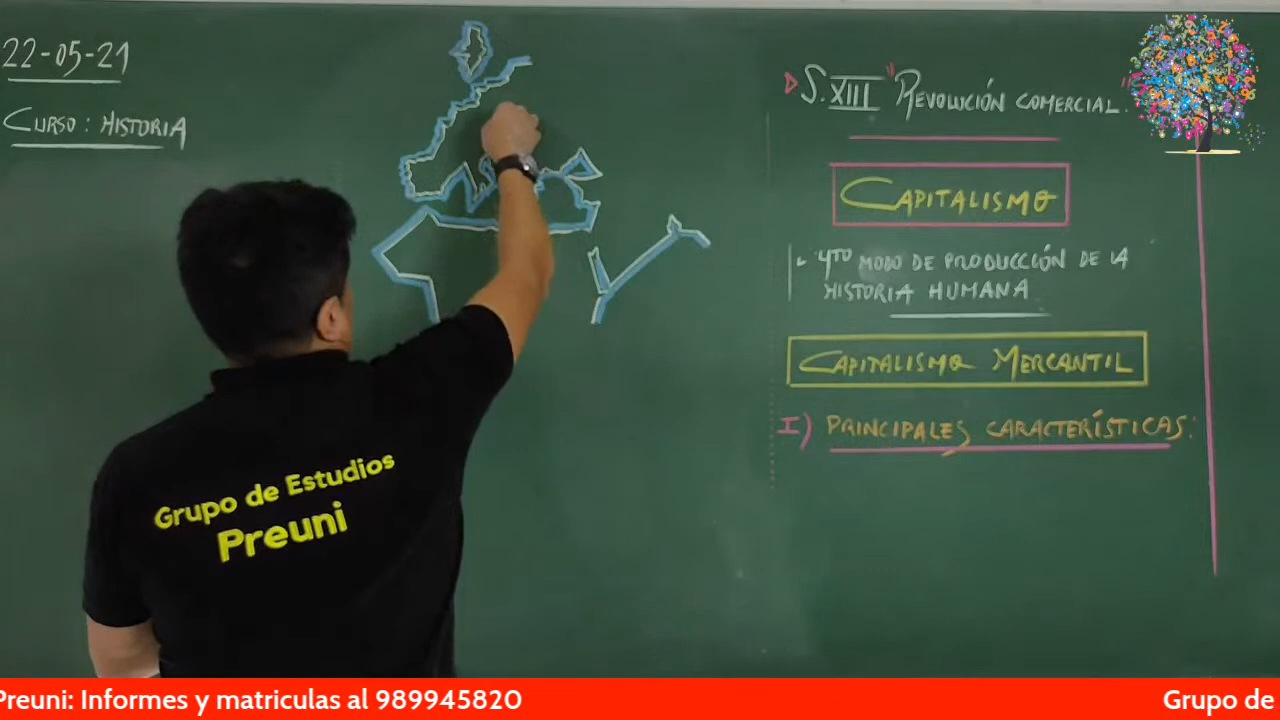 22-05-21
CURSO: HISTORIA
S. XIII "REVOLUCIÓN COMERCIAL."
CAPITALISMO
4TO MODO DE PRODUCCIÓN DE LA
HISTORIA HUMANA
CAPITALISMO MERCANTIL
I) PRINCIPALES CARACTERÍSTICAS:
Grupo de Estudios
Preuni
Preuni: Informes y matriculas al 989945820
Grupo de